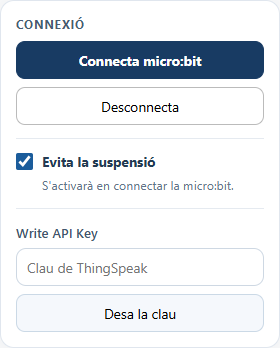 CONNEXIÓ
Connecta micro:bit
Desconnecta
Evita la suspensió
S'activarà en connectar la micro:bit.
Write API Key
Clau de ThingSpeak
Desa la clau